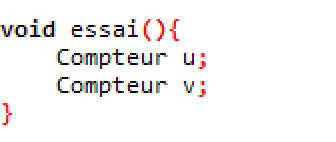 void essai(){
    Compteur u;
    Compteur v;
}